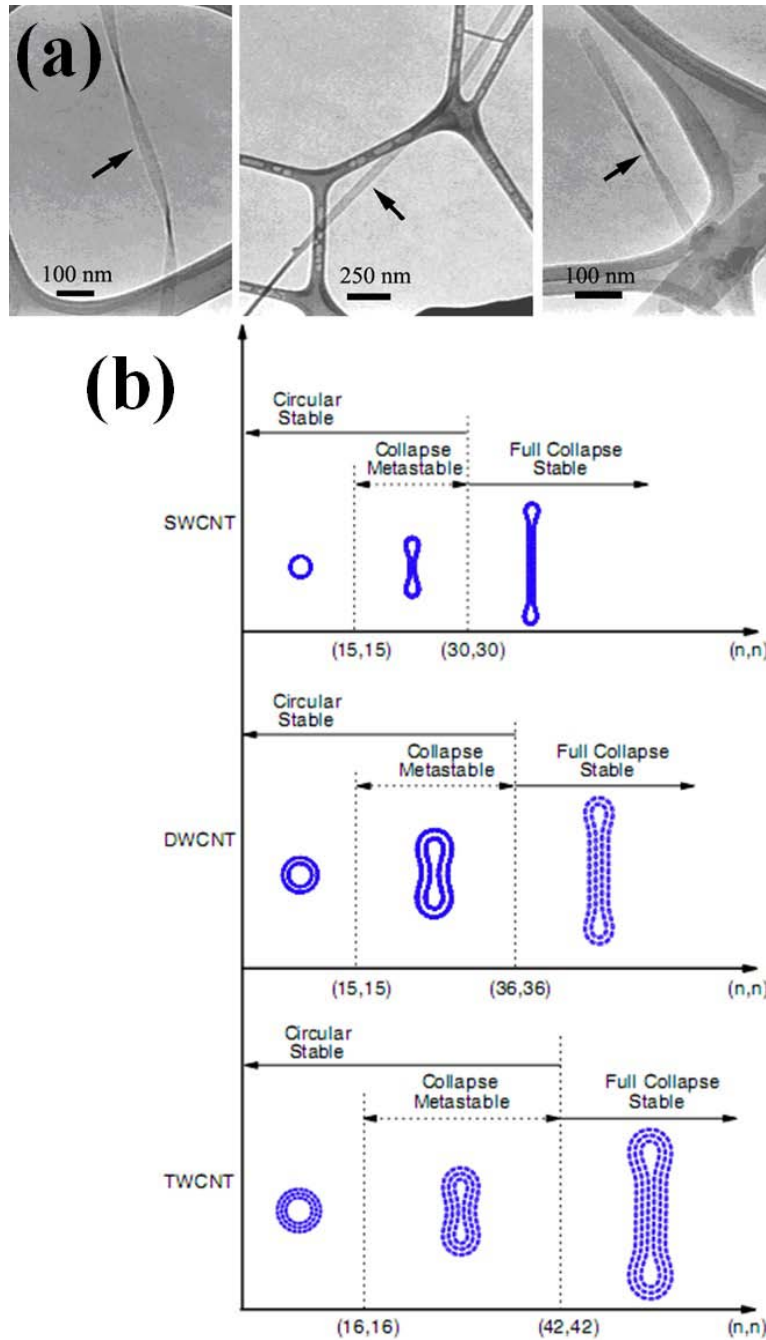 (a)
100 nm
250 nm
100 nm
(b)
Circular
Stable
Collapse
Metastable
Full Collapse
Stable
SWCNT
(15,15)
(30,30)
(n,n)
Circular
Stable
Collapse
Metastable
Full Collapse
Stable
DWCNT
(15,15)
(36,36)
(n,n)
Circular
Stable
Collapse
Metastable
Full Collapse
Stable
TWCNT
(16,16)
(42,42)
(n,n)